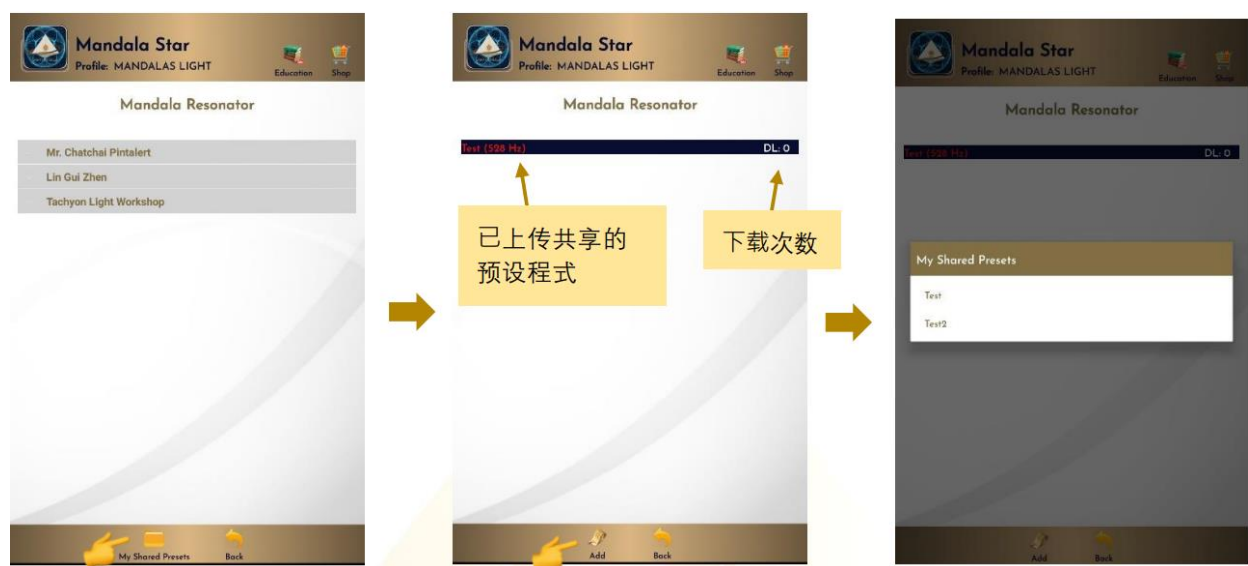 Mandala Star
Profile: MANDALAS LIGHT
Education
Shop
Mandala Resonator
Mr. Chatchai Pintalert
Lin Gui Zhen
Tachyon Light Workshop
My Shared Presets
Back
Mandala Star
Profile: MANDALAS LIGHT
Education
Shop
Mandala Resonator
Test (528 Hz)
DL: 0
已上传共享的
预设程式
下载次数
Add
Back
Mandala Star
Profile: MANDALAS LIGHT
Education
Shop
Mandala Resonator
Test (528 Hz)
DL: 0
My Shared Presets
Test
Test2
Add
Back